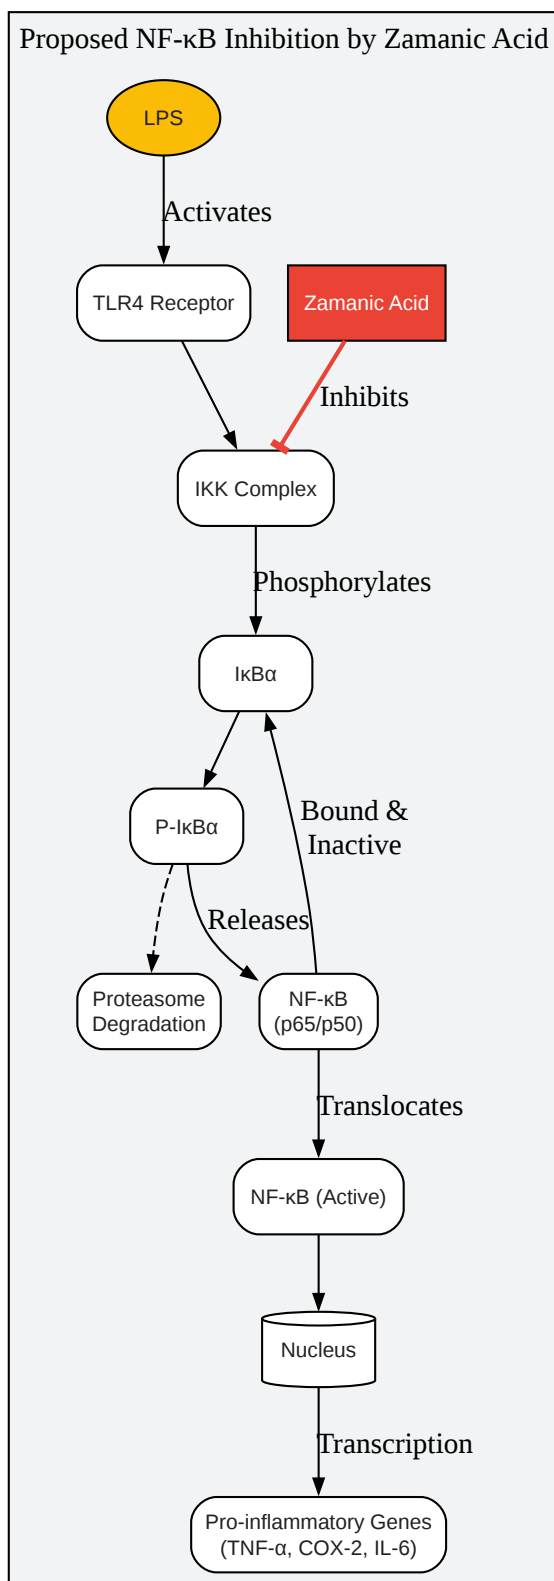 Proposed NF-κB Inhibition by Zamanic Acid
LPS
Activates
TLR4 Receptor
Zamanic Acid
Inhibits
IKK Complex
Phosphorylates
IκBα
P-IκBα
Bound &
Inactive
Releases
Proteasome
Degradation
NF-κB
(p65/p50)
Translocates
NF-κB (Active)
Nucleus
Transcription
Pro-inflammatory Genes
(TNF-α, COX-2, IL-6)